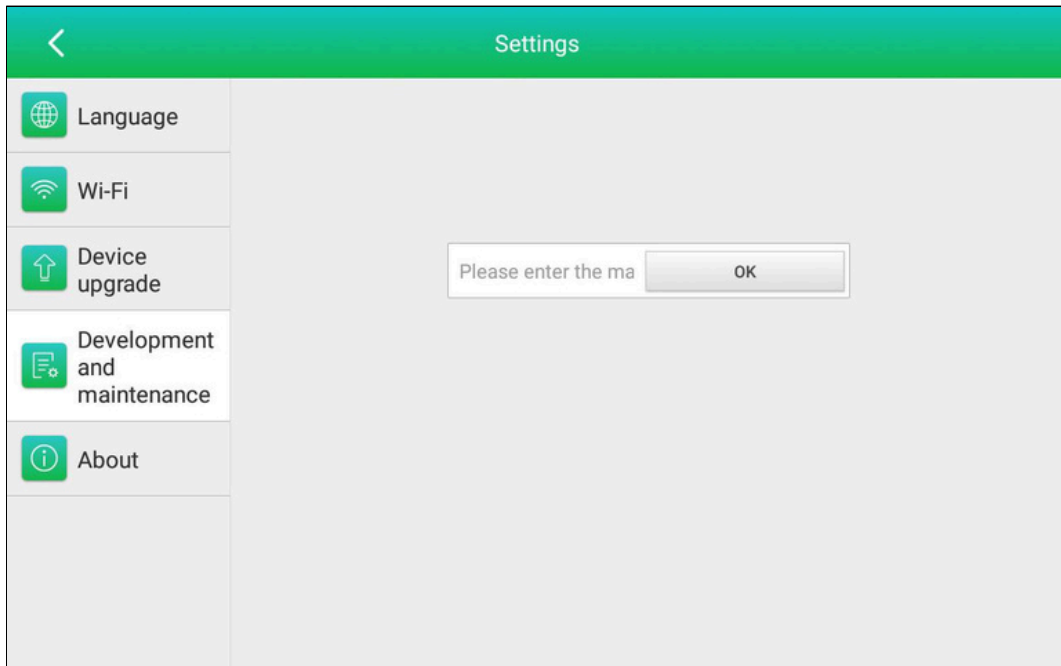 Settings
Language
Wi-Fi
Device
upgrade
Development
and
maintenance
About
Please enter the ma
OK